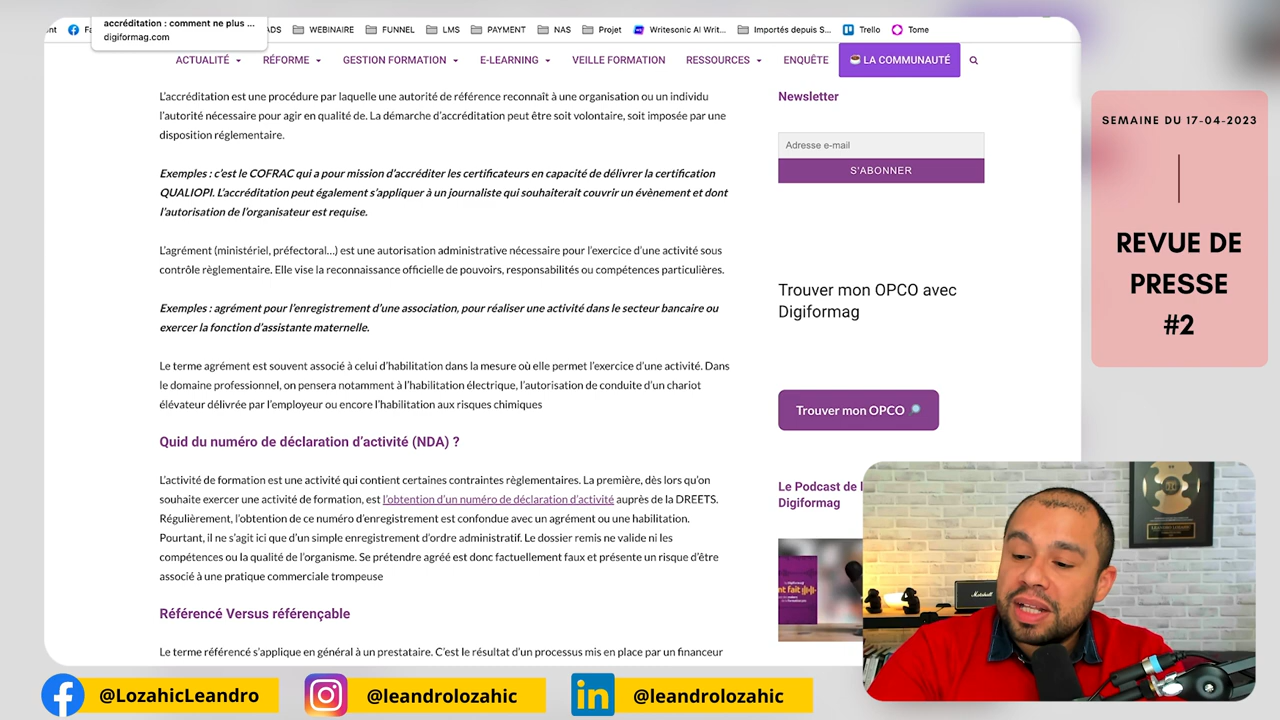 accréditation : comment ne plus ...
digiformag.com
WEBINAIRE
FUNNEL
LMS
PAYMENT
NAS
Projet
Writesonic AI Writ...
Importés depuis S...
Trello
Tome
ACTUALITÉ
RÉFORME
GESTION FORMATION
E-LEARNING
VEILLE FORMATION
RESSOURCES
ENQUÊTE
LA COMMUNAUTÉ
L'accréditation est une procédure par laquelle une autorité de référence reconnaît à une organisation ou un individu
l'autorité nécessaire pour agir en qualité de. La démarche d'accréditation peut être soit volontaire, soit imposée par une
disposition réglementaire.
Exemples : c'est le COFRAC qui a pour mission d'accréditer les certificateurs en capacité de délivrer la certification
QUALIOPI. L'accréditation peut également s'appliquer à un journaliste qui souhaiterait couvrir un évènement et dont
l'autorisation de l'organisateur est requise.
L'agrément (ministériel, préfectoral...) est une autorisation administrative nécessaire pour l'exercice d'une activité sous
contrôle règlementaire. Elle vise la reconnaissance officielle de pouvoirs, responsabilités ou compétences particulières.
Exemples : agrément pour l'enregistrement d'une association, pour réaliser une activité dans le secteur bancaire ou
exercer la fonction d'assistante maternelle.
Le terme agrément est souvent associé à celui d'habilitation dans la mesure où elle permet l'exercice d'une activité. Dans
le domaine professionnel, on pensera notamment à l'habilitation électrique, l'autorisation de conduite d'un chariot
élévateur délivrée par l'employeur ou encore l'habilitation aux risques chimiques
Quid du numéro de déclaration d'activité (NDA) ?
L'activité de formation est une activité qui contient certaines contraintes règlementaires. La première, dès lors qu'on
souhaite exercer une activité de formation, est l'obtention d'un numéro de déclaration d'activité auprès de la DREETS.
Régulièrement, l'obtention de ce numéro d'enregistrement est confondue avec un agrément ou une habilitation.
Pourtant, il ne s'agit ici que d'un simple enregistrement d'ordre administratif. Le dossier remis ne valide ni les
compétences ou la qualité de l'organisme. Se prétendre agréé est donc factuellement faux et présente un risque d'être
associé à une pratique commerciale trompeuse
Référencé Versus référençable
Le terme référencé s'applique en général à un prestataire. C'est le résultat d'un processus mis en place par un financeur
Newsletter
Adresse e-mail
S'ABONNER
Trouver mon OPCO avec
Digiformag
Trouver mon OPCO
Le Podcast de
Digiformag
SEMAINE DU 17-04-2023
REVUE DE
PRESSE
#2
Marshall
@LozahicLeandro
@leandrolozahic
@leandrolozahic